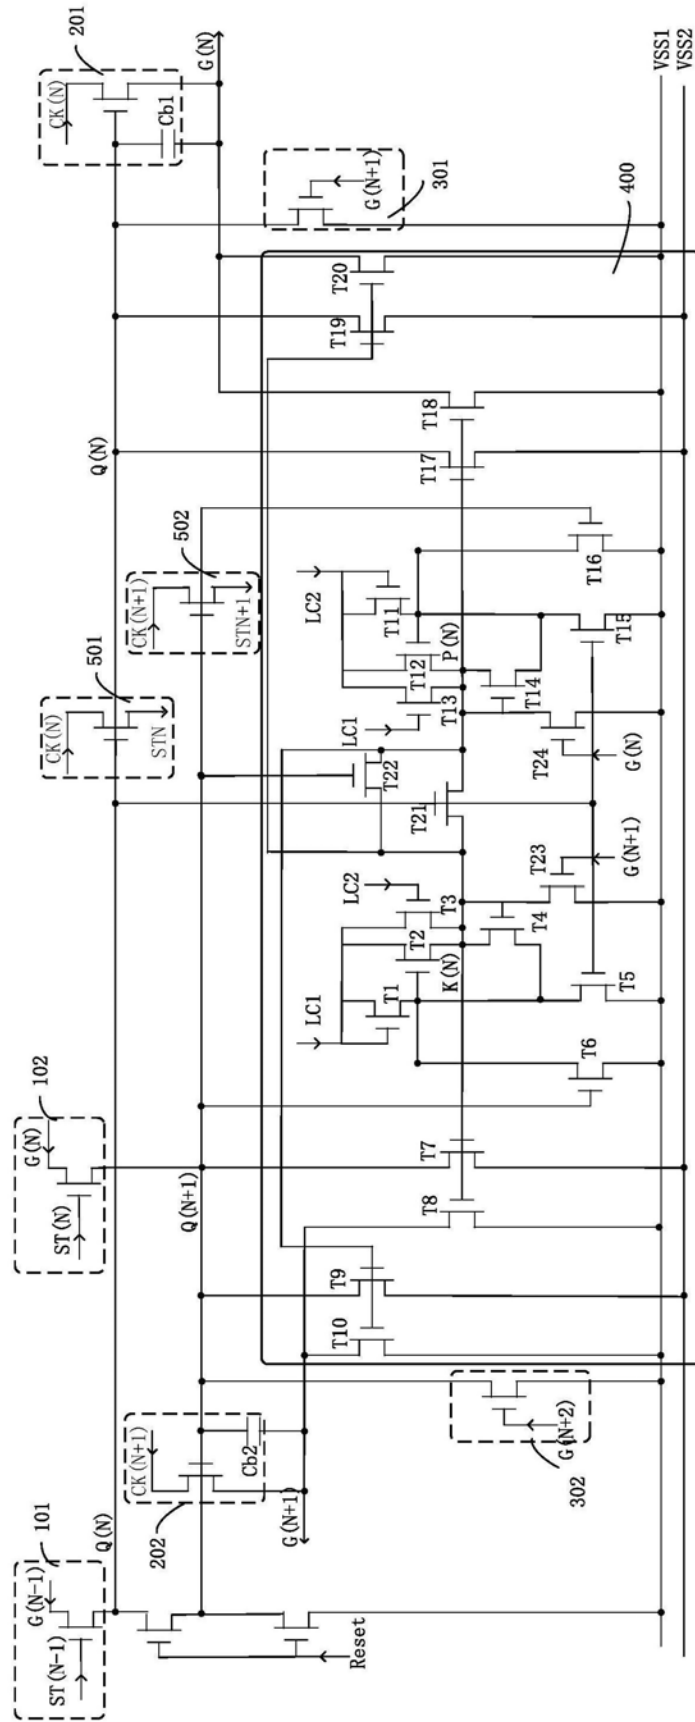 101
G(N-1)
ST(N-1)
Q(N)
102
G(N)
ST(N)
Q(N+1)
CK(N+1)
202
Cb2
G(N+1)
Reset
302
G(N+2)
T10
T9
T8
T7
T6
T5
LC1
T1
T2
T3
K(N)
LC2
T4
T23
G(N+1)
T21
T22
501
CK(N)
STN
502
CK(N+1)
STN+1
LC1
LC2
T13
T12
T11
P(N)
T14
T24
G(N)
T15
T16
Q(N)
T17
T18
T19
T20
301
G(N+1)
400
201
CK(N)
Cb1
G(N)
VSS1
VSS2